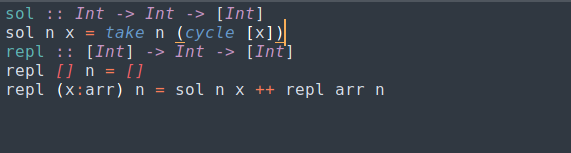 sol :: Int -> Int -> [Int]
sol n x = take n (cycle [x])
repl :: [Int] -> Int -> [Int]
repl [] n = []
repl (x:arr) n = sol n x ++ repl arr n